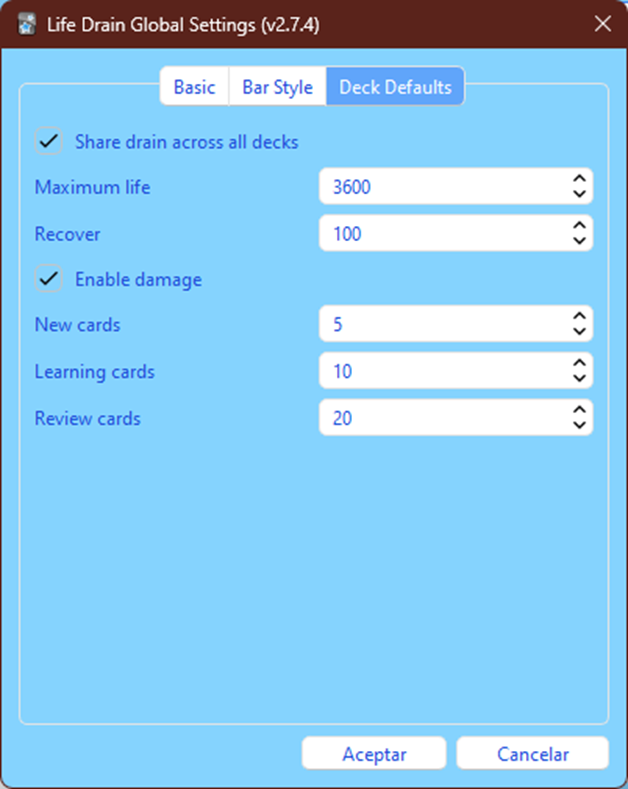 Life Drain Global Settings (v2.7.4)
Basic Bar Style Deck Defaults
Share drain across all decks
Maximum life 3600
Recover 100
Enable damage
New cards 5
Learning cards 10
Review cards 20
Aceptar Cancelar